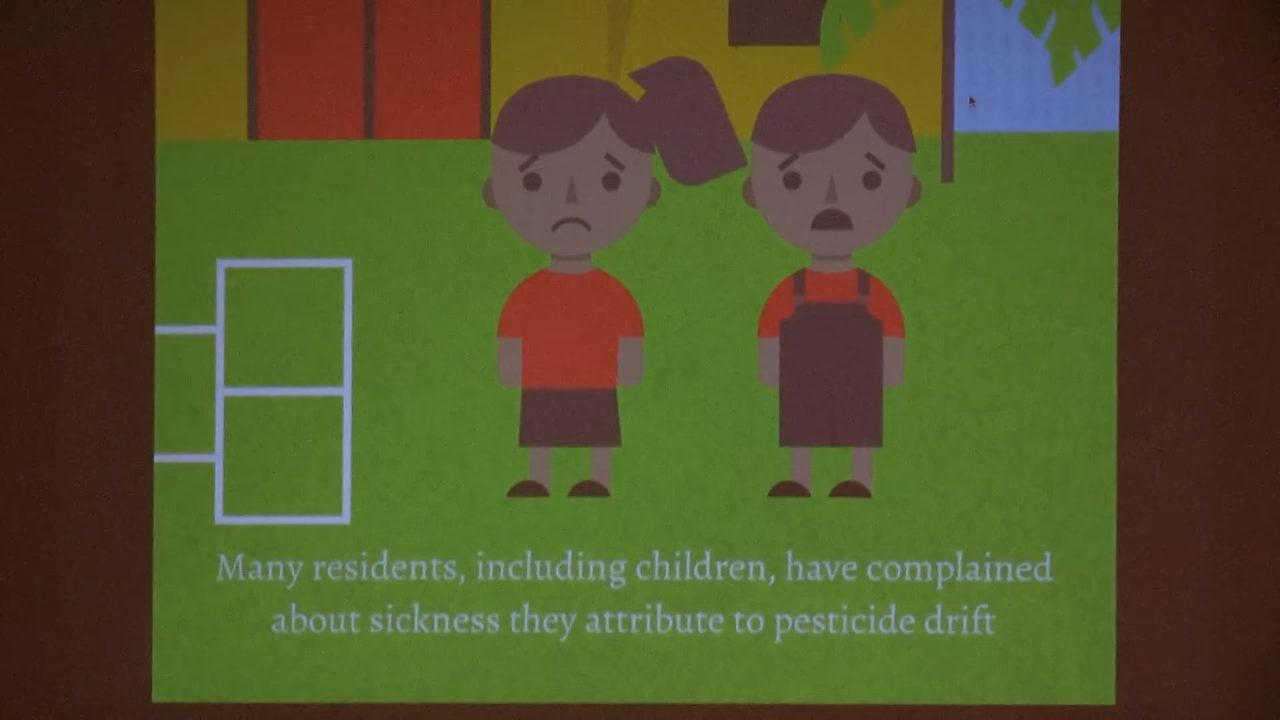 Many residents, including children, have complained
about sickness they attribute to pesticide drift